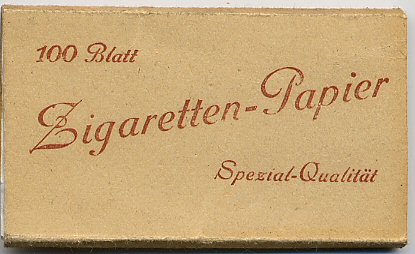 100 Blatt
Zigaretten-Papier
Spezial-Qualität